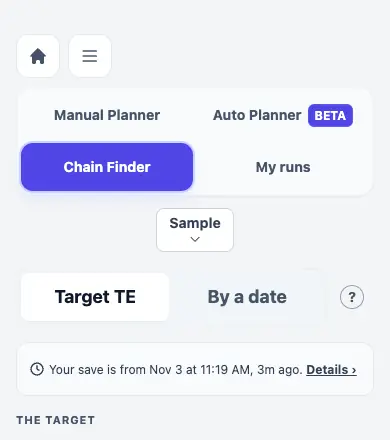 Manual Planner
Auto Planner BETA
Chain Finder
My runs
Sample
Target TE
By a date
?
Your save is from Nov 3 at 11:19 AM, 3m ago. Details ›
THE TARGET